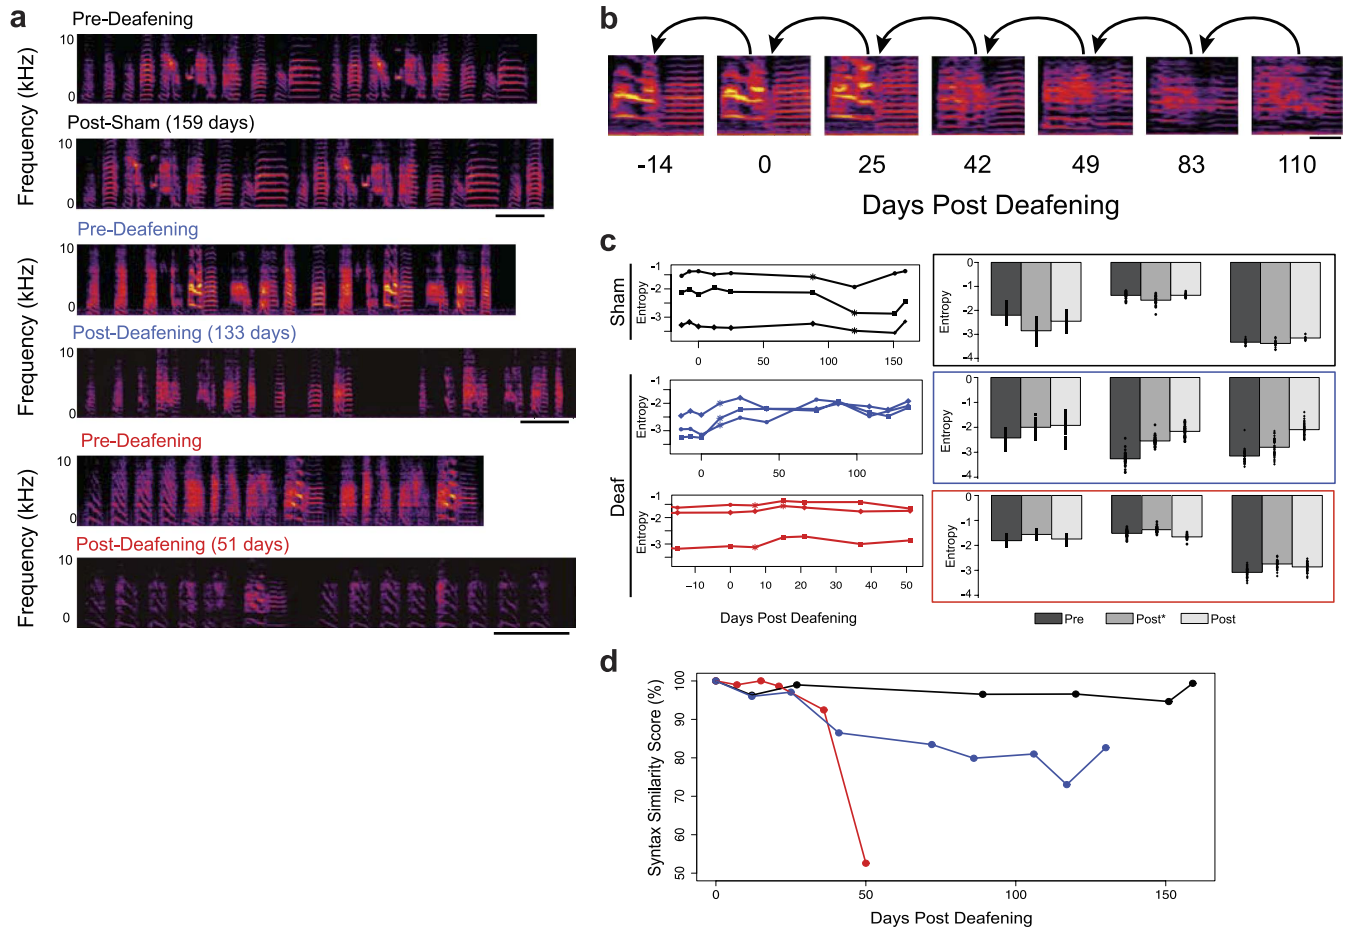 a
Pre-Deafening
Frequency (kHz)
10
0
Post-Sham (159 days)
Frequency (kHz)
10
0
Pre-Deafening
Frequency (kHz)
10
0
Post-Deafening (133 days)
10
0
Pre-Deafening
Frequency (kHz)
10
0
Post-Deafening (51 days)
10
0
b
-14 0 25 42 49 83 110
Days Post Deafening
c
Sham
Entropy
-1
-2
-3
0 50 100 150
Entropy
0
-1
-2
-3
-4
Deaf
Entropy
-1
-2
-3
0 50 100
Entropy
0
-1
-2
-3
-4
Entropy
-1
-2
-3
-10 0 10 20 30 40 50
Days Post Deafening
Entropy
0
-1
-2
-3
-4
Pre Post* Post
d
Syntax Similarity Score (%)
100
90
80
70
60
50
0 50 100 150
Days Post Deafening